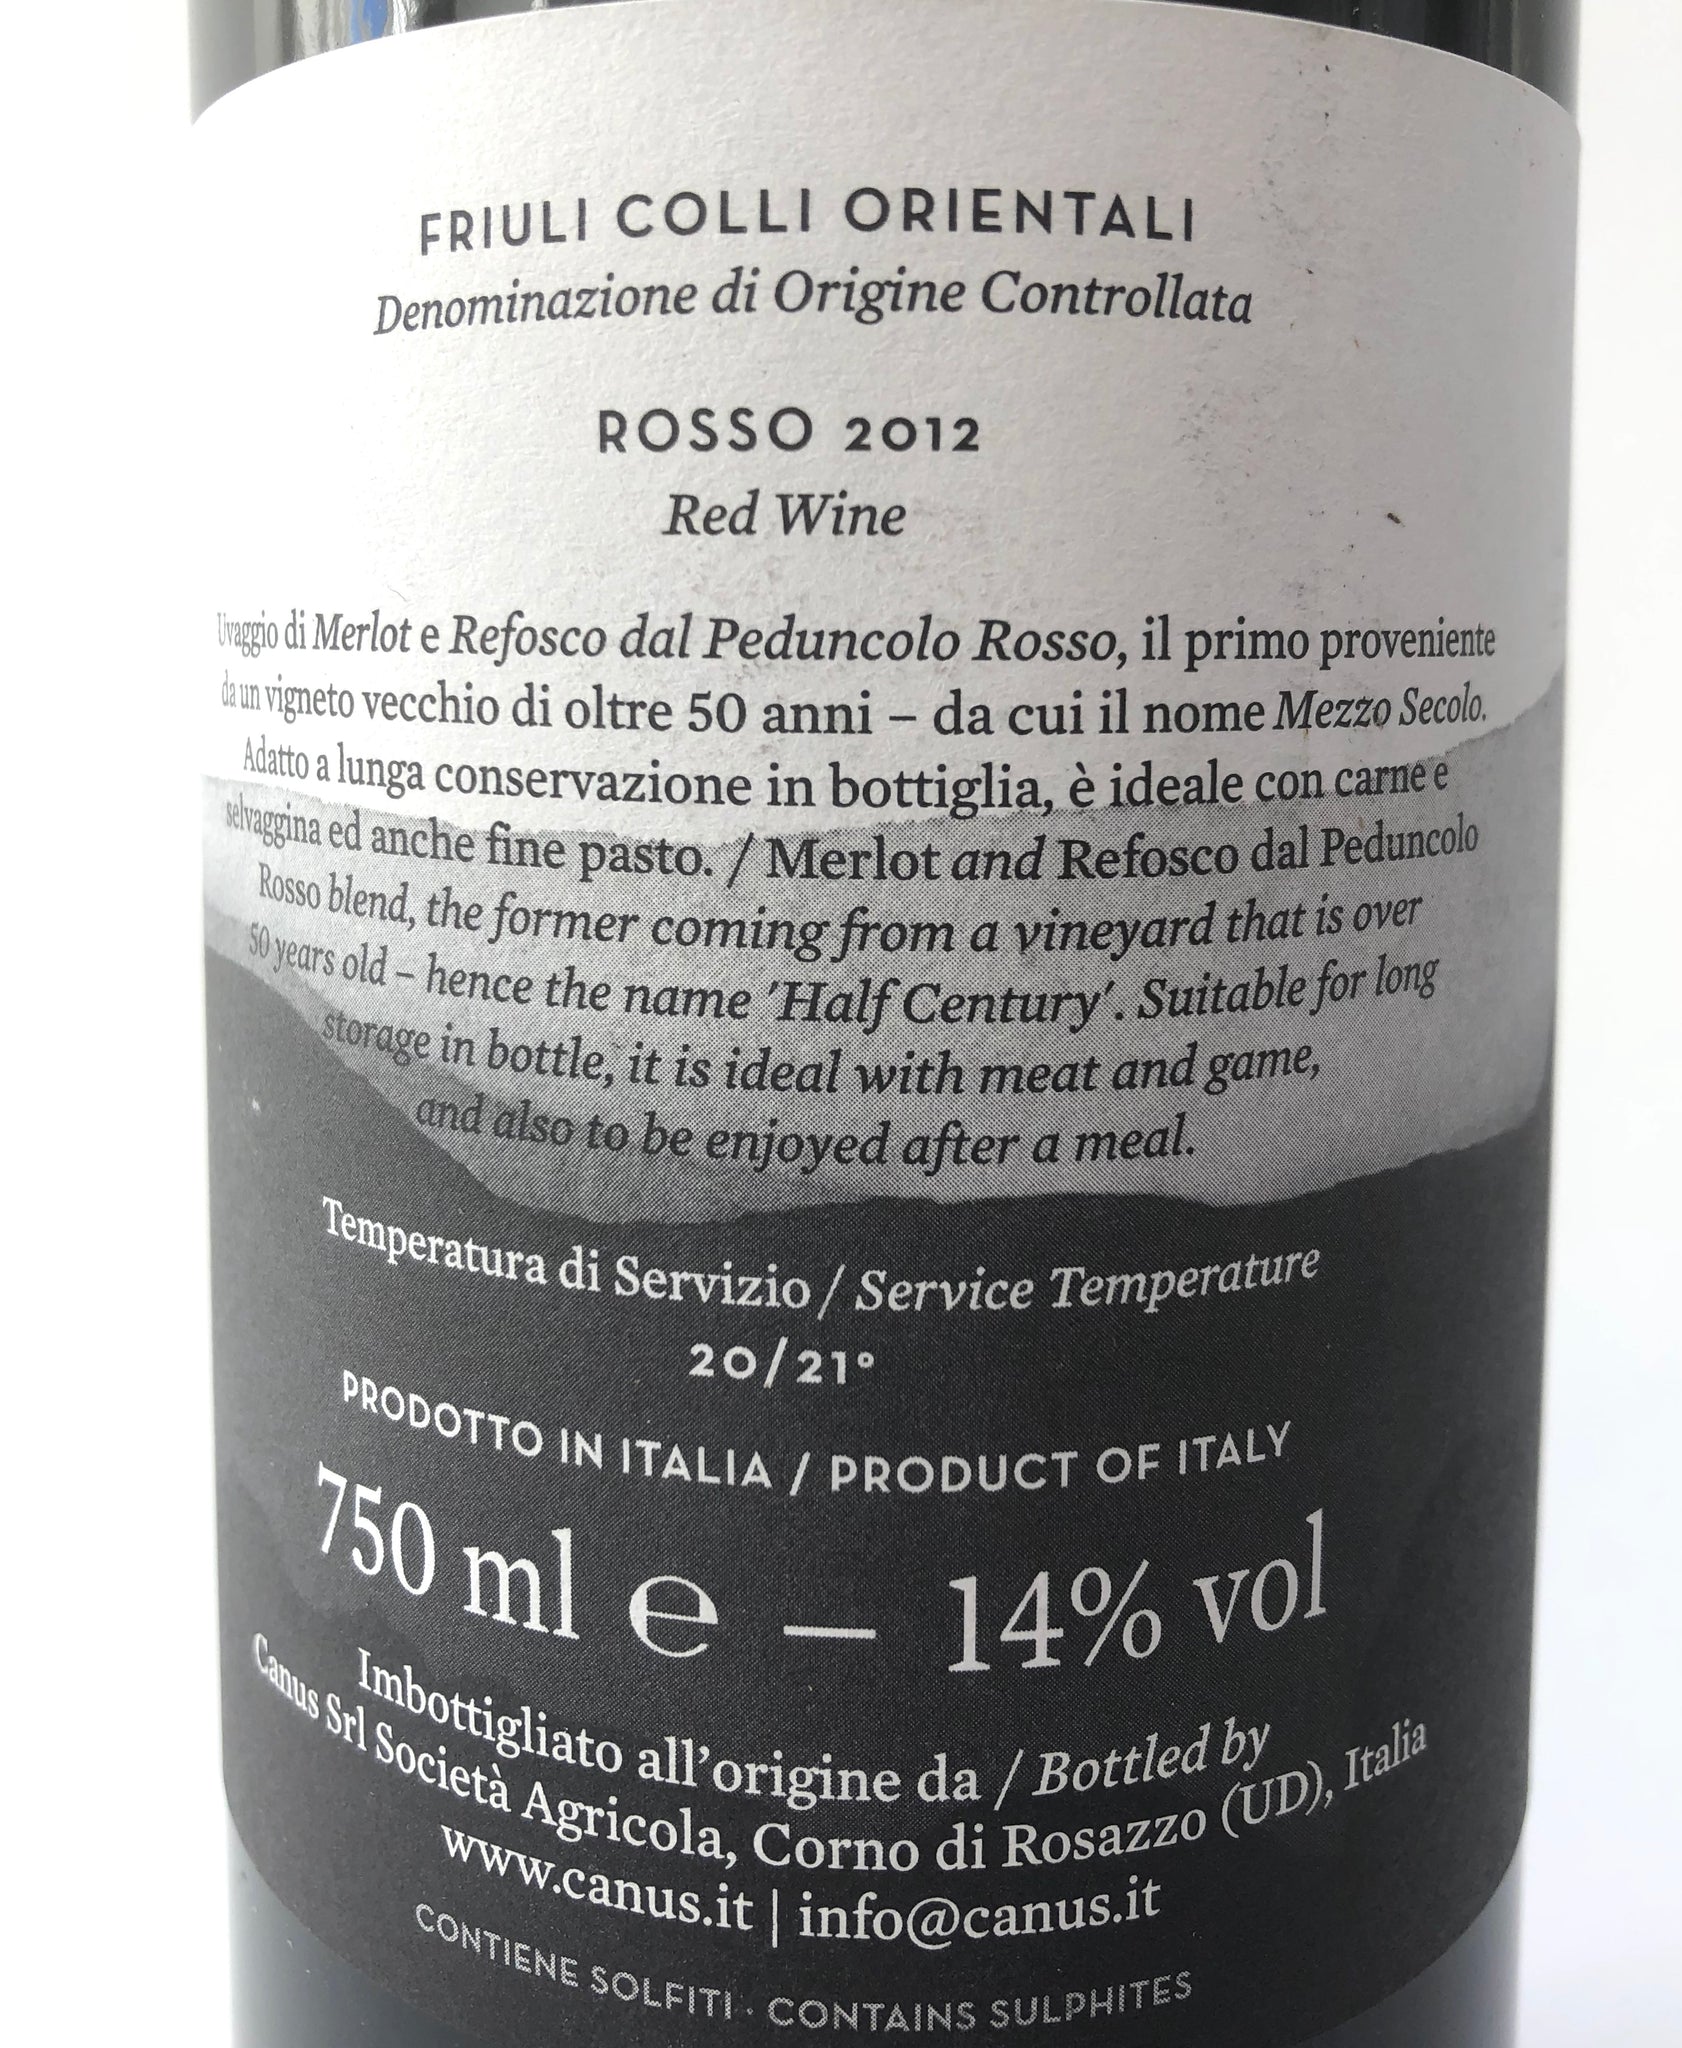 FRIULI COLLI ORIENTALI
Denominazione di Origine Controllata
ROSSO 2012
Red Wine
Uvaggio di Merlot e Refosco dal Peduncolo Rosso, il primo proveniente
da un vigneto vecchio di oltre 50 anni – da cui il nome Mezzo Secolo.
Adatto a lunga conservazione in bottiglia, è ideale con carne e
selvaggina ed anche fine pasto. / Merlot and Refosco dal Peduncolo
Rosso blend, the former coming from a vineyard that is over
50 years old – hence the name 'Half Century'. Suitable for long
storage in bottle, it is ideal with meat and game,
and also to be enjoyed after a meal.
Temperatura di Servizio / Service Temperature
20/21°
PRODOTTO IN ITALIA / PRODUCT OF ITALY
750 ml ℮ – 14% vol
Imbottigliato all’origine da / Bottled by
Canus Srl Società Agricola, Corno di Rosazzo (UD), Italia
www.canus.it | info@canus.it
CONTIENE SOLFITI · CONTAINS SULPHITES